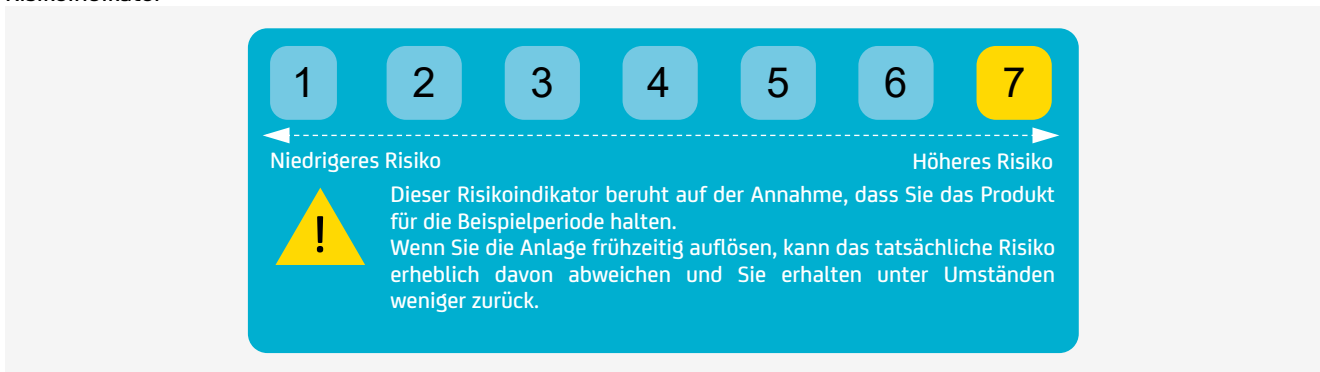 Risikoindikator
1 2 3 4 5 6 7
Niedrigeres Risiko Höheres Risiko
! Dieser Risikoindikator beruht auf der Annahme, dass Sie das Produkt
für die Beispielperiode halten.
Wenn Sie die Anlage frühzeitig auflösen, kann das tatsächliche Risiko
erheblich davon abweichen und Sie erhalten unter Umständen
weniger zurück.